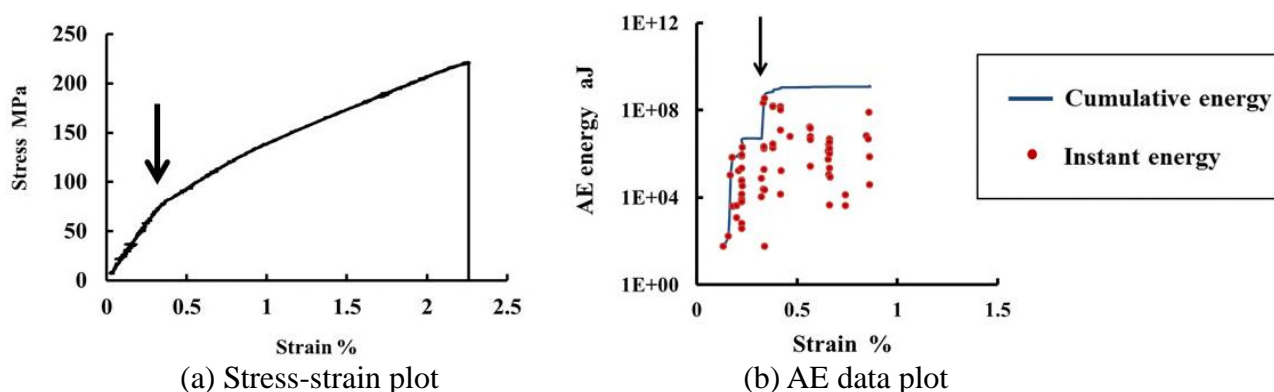 250
200
150
100
50
0
Stress MPa
0 0.5 1 1.5 2 2.5
Strain %
(a) Stress-strain plot
1E+12
1E+08
1E+04
1E+00
AE energy aJ
0 0.5 1 1.5
Strain %
(b) AE data plot
Cumulative energy
Instant energy